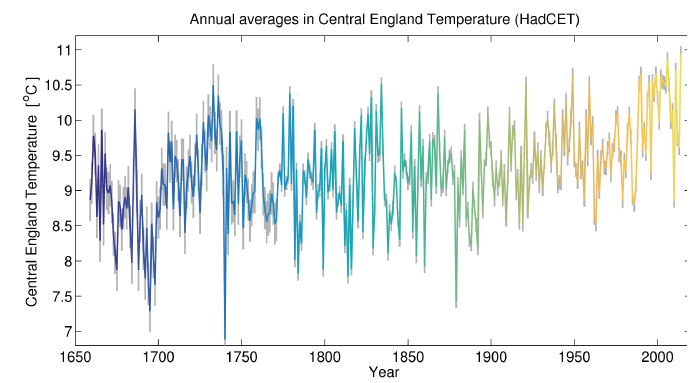 Annual averages in Central England Temperature (HadCET)
11
10.5
10
9.5
9
8.5
8
7.5
7
Central England Temperature [°C]
1650 1700 1750 1800 1850 1900 1950 2000
Year